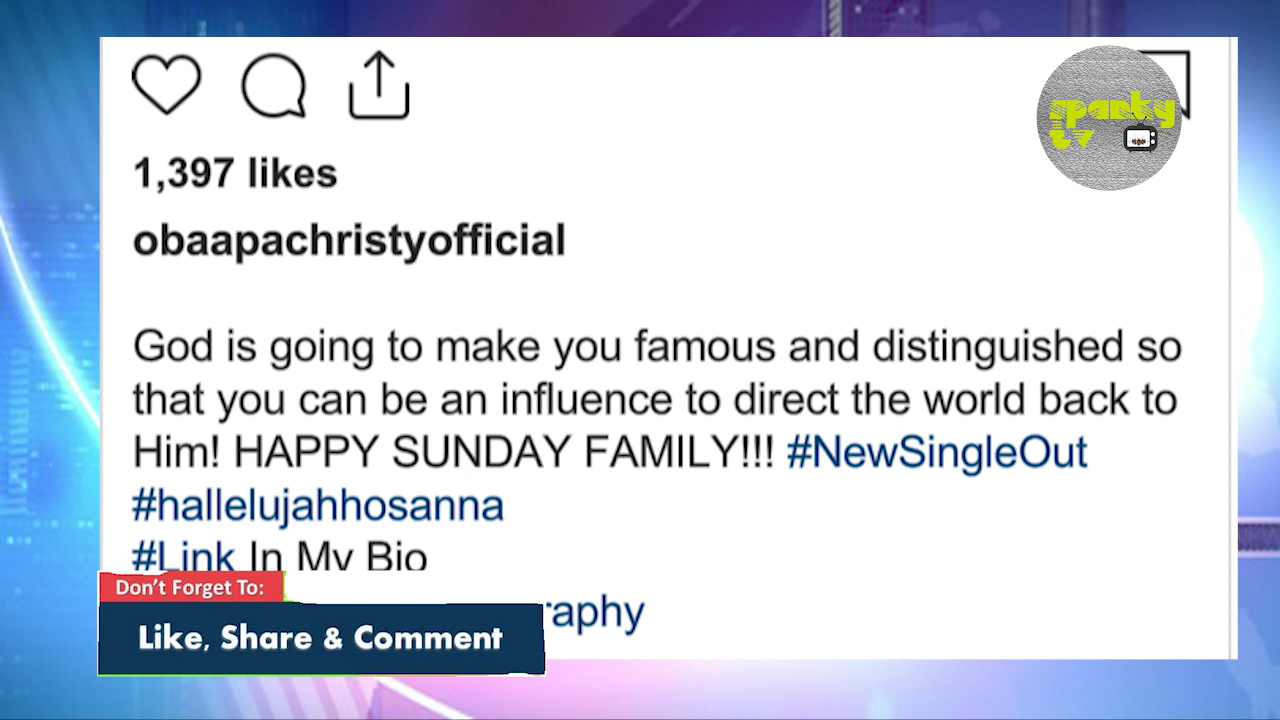 spanky
tv
1,397 likes
obaapachristyofficial
God is going to make you famous and distinguished so
that you can be an influence to direct the world back to
Him! HAPPY SUNDAY FAMILY!!! #NewSingleOut
#hallelujahhosanna
#Link In My Bio
raphy
Don't Forget To:
Like, Share & Comment